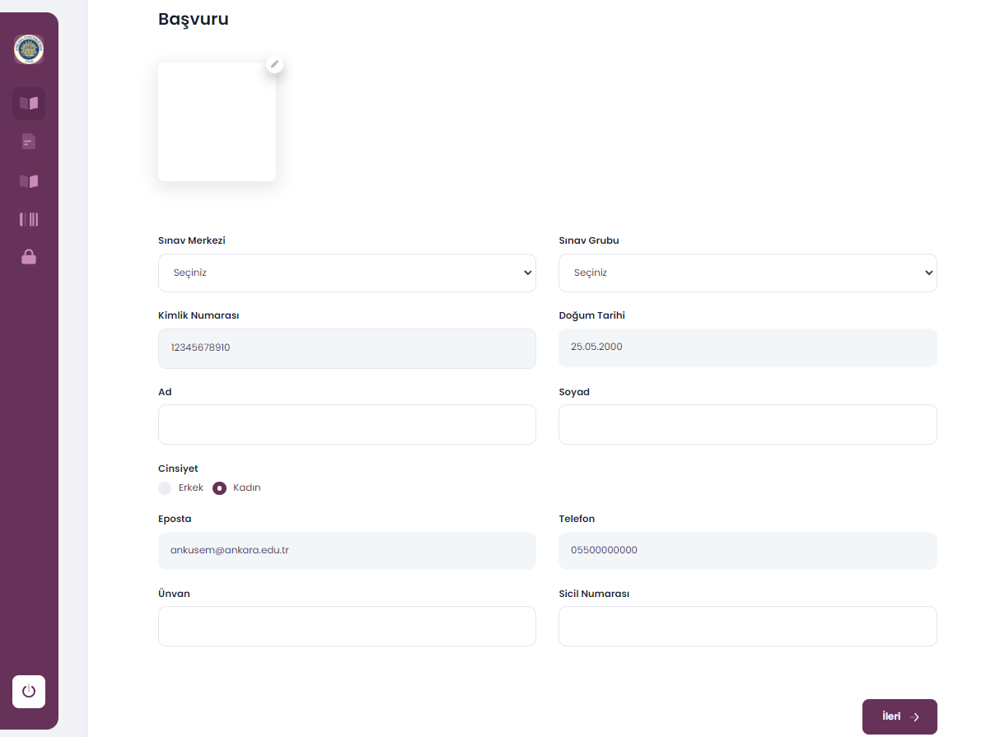 Başvuru
Sınav Merkezi
Sınav Grubu
Seçiniz
Seçiniz
Kimlik Numarası
Doğum Tarihi
12345678910
25.05.2000
Ad
Soyad
Cinsiyet
Erkek
Kadın
Eposta
Telefon
ankusem@ankara.edu.tr
05500000000
Ünvan
Sicil Numarası
İleri